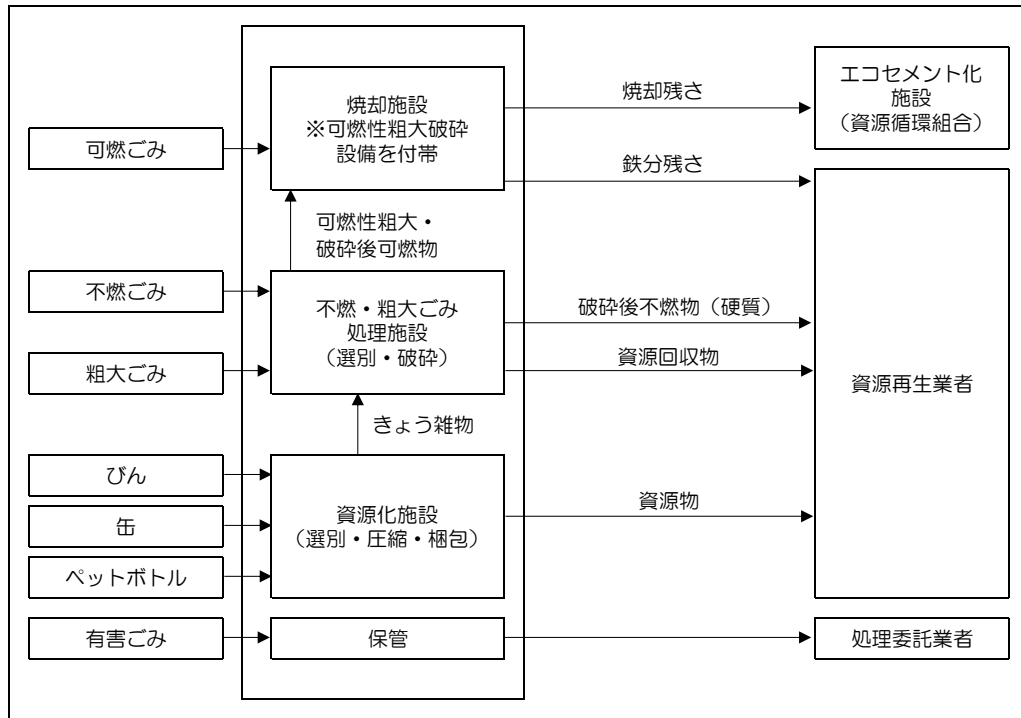 可燃ごみ
不燃ごみ
粗大ごみ
びん
缶
ペットボトル
有害ごみ
焼却施設
※可燃性粗大破砕
設備を付帯
可燃性粗大・
破砕後可燃物
不燃・粗大ごみ
処理施設
（選別・破砕）
きょう雑物
資源化施設
（選別・圧縮・梱包）
保管
焼却残さ
鉄分残さ
破砕後不燃物（硬質）
資源回収物
資源物
エコセメント化
施設
（資源循環組合）
資源再生業者
処理委託業者